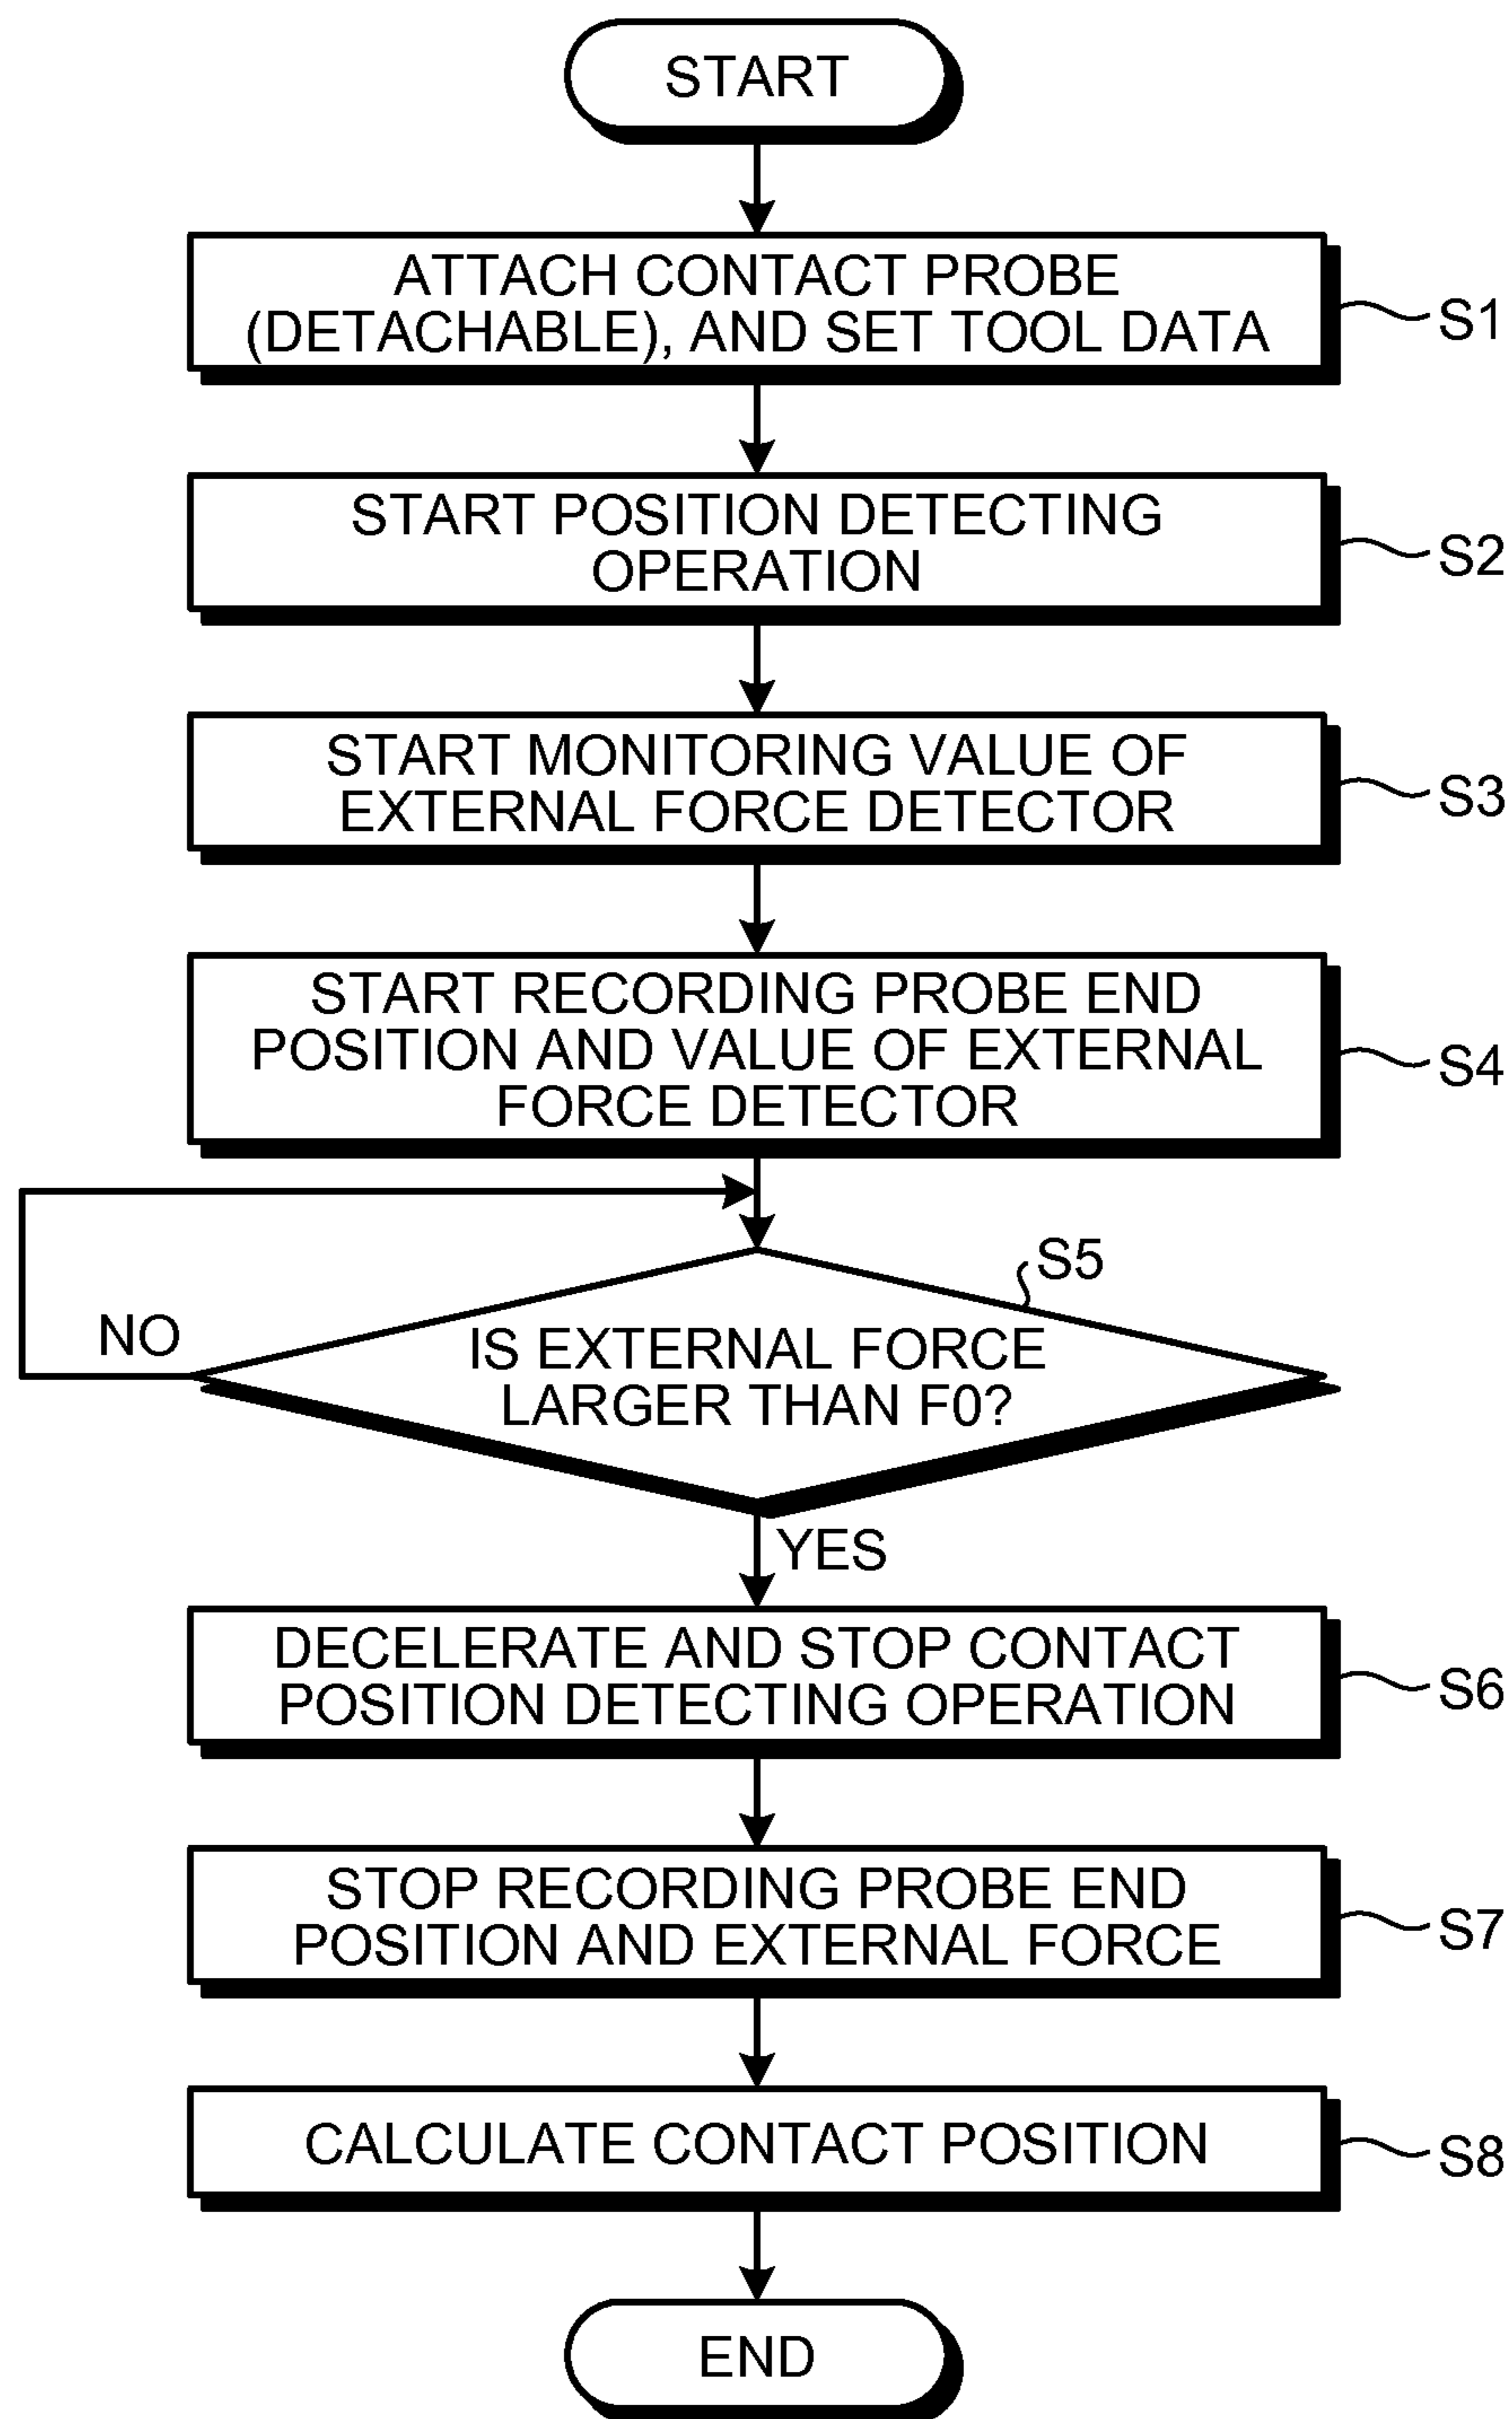 START
ATTACH CONTACT PROBE
(DETACHABLE), AND SET TOOL DATA
S1
START POSITION DETECTING
OPERATION
S2
START MONITORING VALUE OF
EXTERNAL FORCE DETECTOR
S3
START RECORDING PROBE END
POSITION AND VALUE OF EXTERNAL
FORCE DETECTOR
S4
S5
NO
IS EXTERNAL FORCE
LARGER THAN F0?
YES
DECELERATE AND STOP CONTACT
POSITION DETECTING OPERATION
S6
STOP RECORDING PROBE END
POSITION AND EXTERNAL FORCE
S7
CALCULATE CONTACT POSITION
S8
END